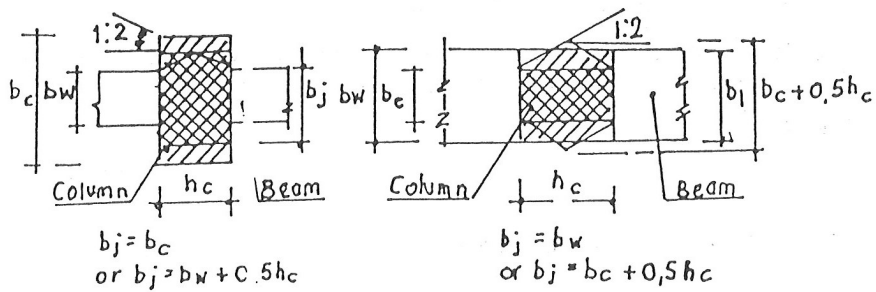 1:2
bc
bw
bj
Column
hc
Beam
bj = bc
or bj = bw + 0.5hc
1:2
bw
bc
b1
bc + 0,5hc
Column
hc
Beam
bj = bw
or bj = bc + 0,5hc